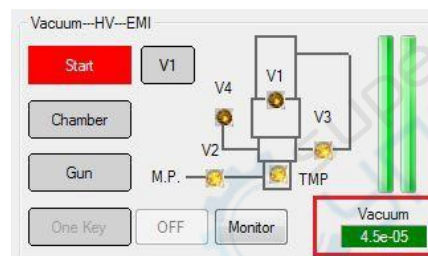 Vacuum---HV---EMI
Start
V1
V4
V1
Chamber
V3
V2
Gun
M.P.
TMP
One Key
OFF
Monitor
Vacuum
4.5e-05